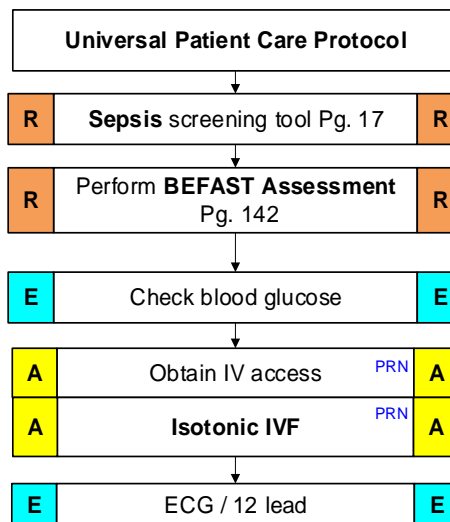 Universal Patient Care Protocol
R Sepsis screening tool Pg. 17 R
R Perform BEFAST Assessment R
Pg. 142
E Check blood glucose E
A Obtain IV access PRN A
A Isotonic IVF PRN A
E ECG / 12 lead E